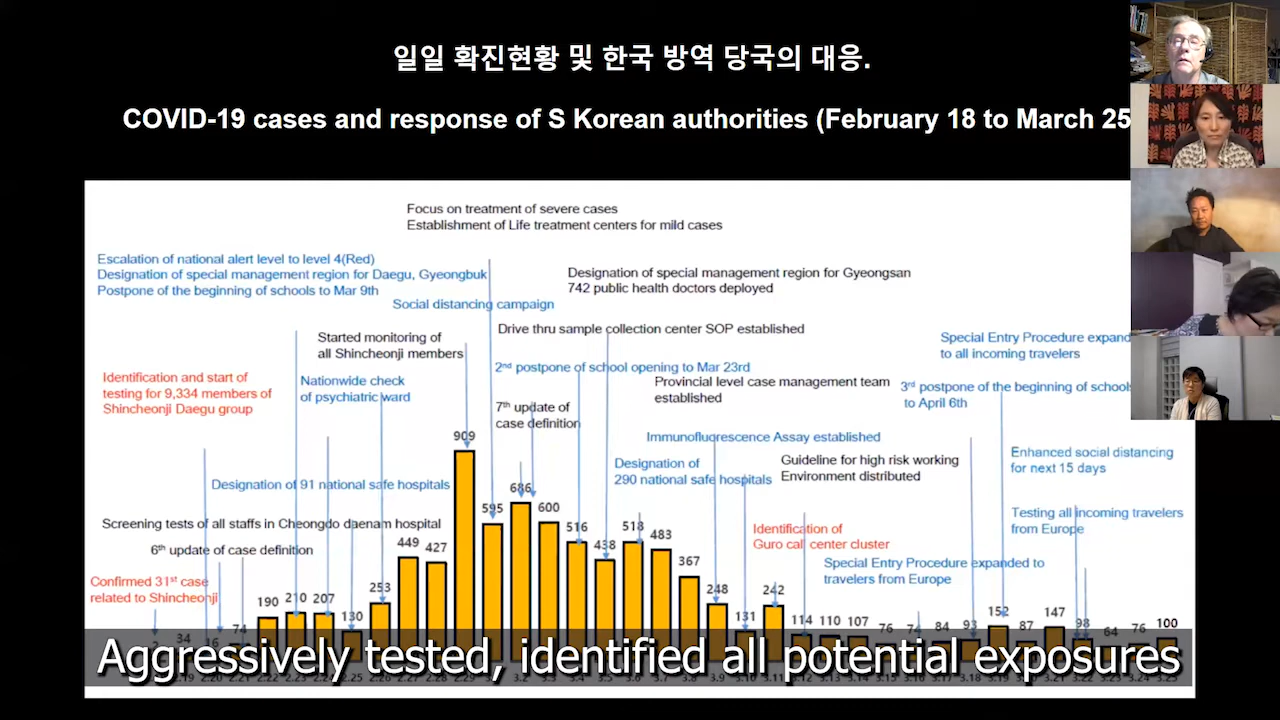 일일 확진현황 및 한국 방역 당국의 대응.
COVID-19 cases and response of S Korean authorities (February 18 to March 25
Focus on treatment of severe cases
Establishment of Life treatment centers for mild cases
Escalation of national alert level to level 4(Red)
Designation of special management region for Daegu, Gyeongbuk
Postpone of the beginning of schools to Mar 9th
Designation of special management region for Gyeongsan
742 public health doctors deployed
Social distancing campaign
Started monitoring of
all Shincheonji members
Drive thru sample collection center SOP established
Special Entry Procedure expand
to all incoming travelers
Identification and start of
testing for 9,334 members of
Shincheonji Daegu group
Nationwide check
of psychiatric ward
2nd postpone of school opening to Mar 23rd
Provincial level case management team
established
3rd postpone of the beginning of schools
to April 6th
7th update of
case definition
Immunofluorescence Assay established
Designation of
290 national safe hospitals
Guideline for high risk working
Environment distributed
Enhanced social distancing
for next 15 days
Designation of 91 national safe hospitals
Screening tests of all staffs in Cheongdo daenam hospital
6th update of case definition
Identification of
Guro call center cluster
Testing all incoming travelers
from Europe
Special Entry Procedure expanded to
travelers from Europe
Confirmed 31st case
related to Shincheonji
34
74
190
210
207
130
253
449
427
909
595
686
600
516
438
518
483
367
248
131
242
114
110
107
76
74
84
93
152
87
147
98
64
76
100
Aggressively tested, identified all potential exposures